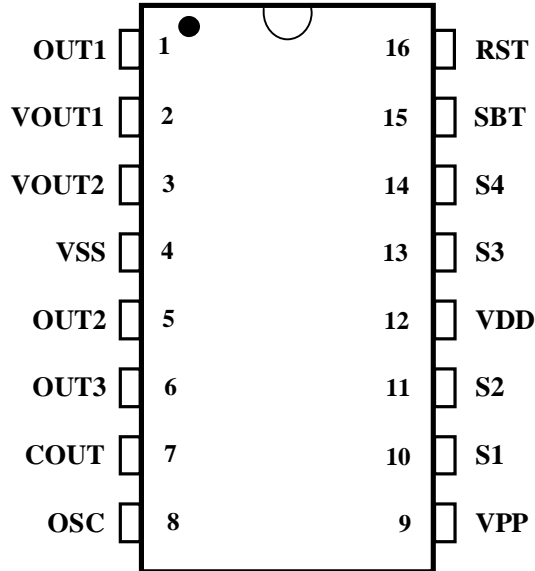 OUT1 1 16 RST
VOUT1 2 15 SBT
VOUT2 3 14 S4
VSS 4 13 S3
OUT2 5 12 VDD
OUT3 6 11 S2
COUT 7 10 S1
OSC 8 9 VPP